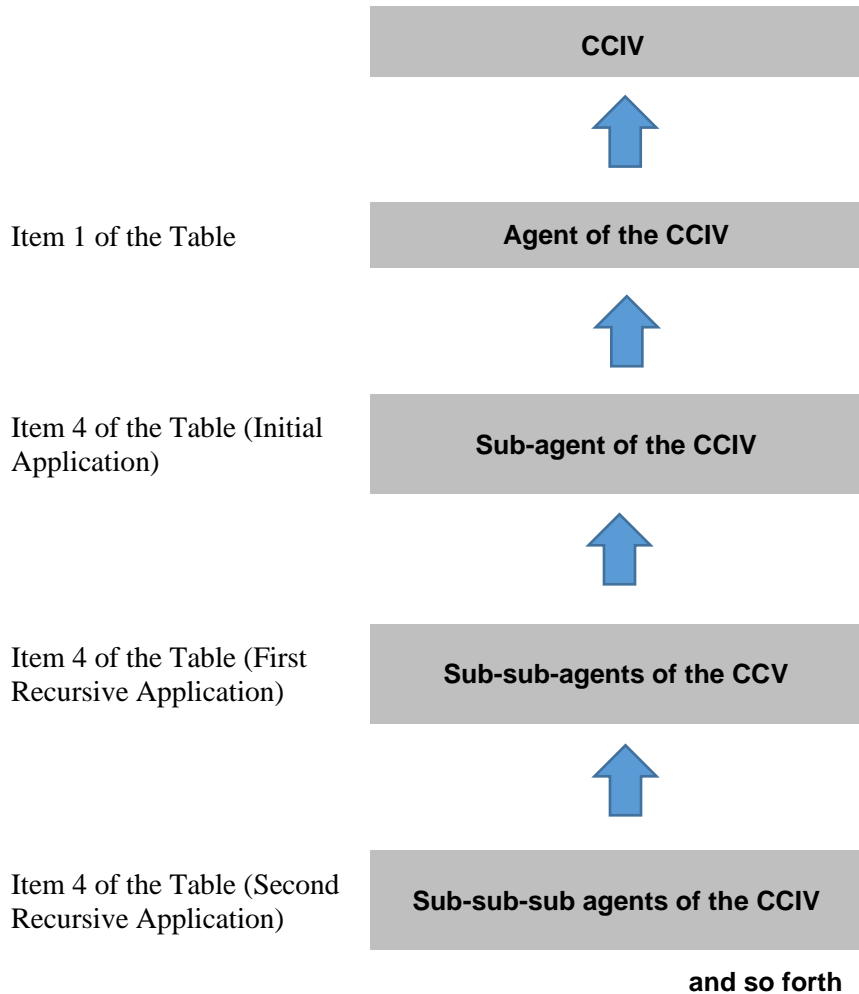 CCIV
Item 1 of the Table
Agent of the CCIV
Item 4 of the Table (Initial
Application)
Sub-agent of the CCIV
Item 4 of the Table (First
Recursive Application)
Sub-sub-agents of the CCV
Item 4 of the Table (Second
Recursive Application)
Sub-sub-sub agents of the CCIV
and so forth